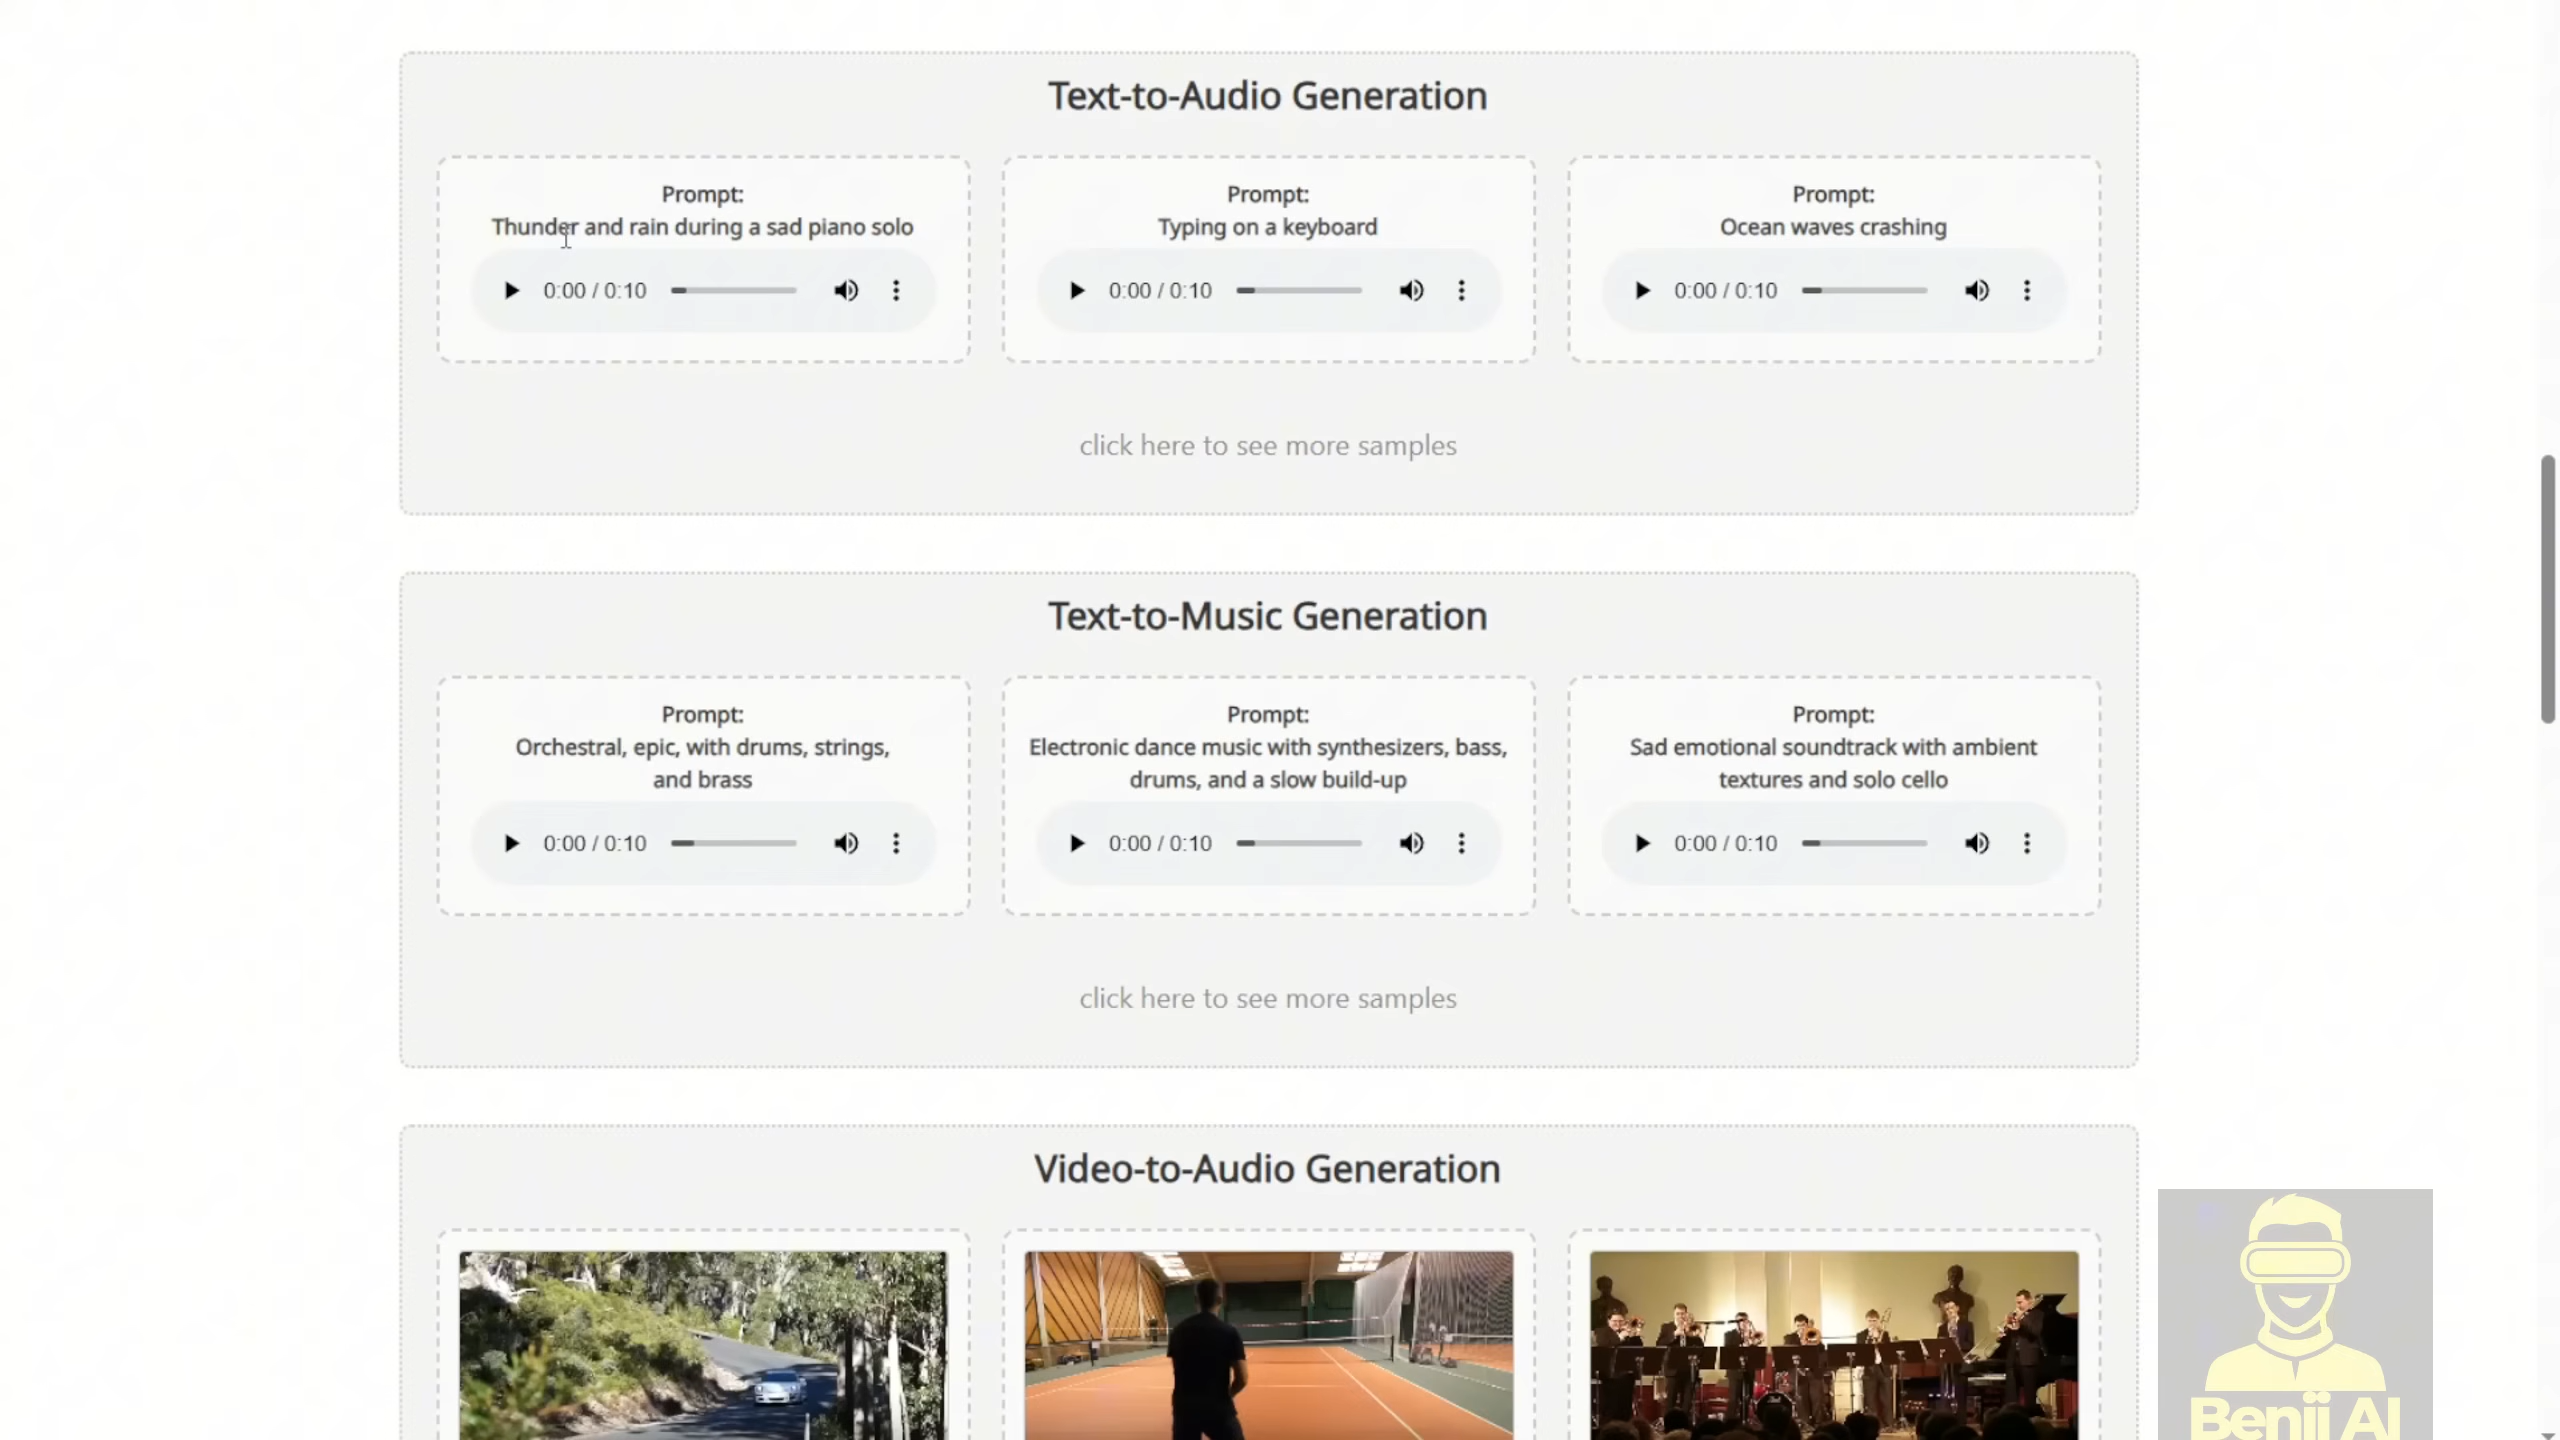 Text-to-Audio Generation
Prompt:
Thunder and rain during a sad piano solo
0:00 / 0:10
Prompt:
Typing on a keyboard
0:00 / 0:10
Prompt:
Ocean waves crashing
0:00 / 0:10
click here to see more samples
Text-to-Music Generation
Prompt:
Orchestral, epic, with drums, strings,
and brass
0:00 / 0:10
Prompt:
Electronic dance music with synthesizers, bass,
drums, and a slow build-up
0:00 / 0:10
Prompt:
Sad emotional soundtrack with ambient
textures and solo cello
0:00 / 0:10
click here to see more samples
Video-to-Audio Generation
Benji AI